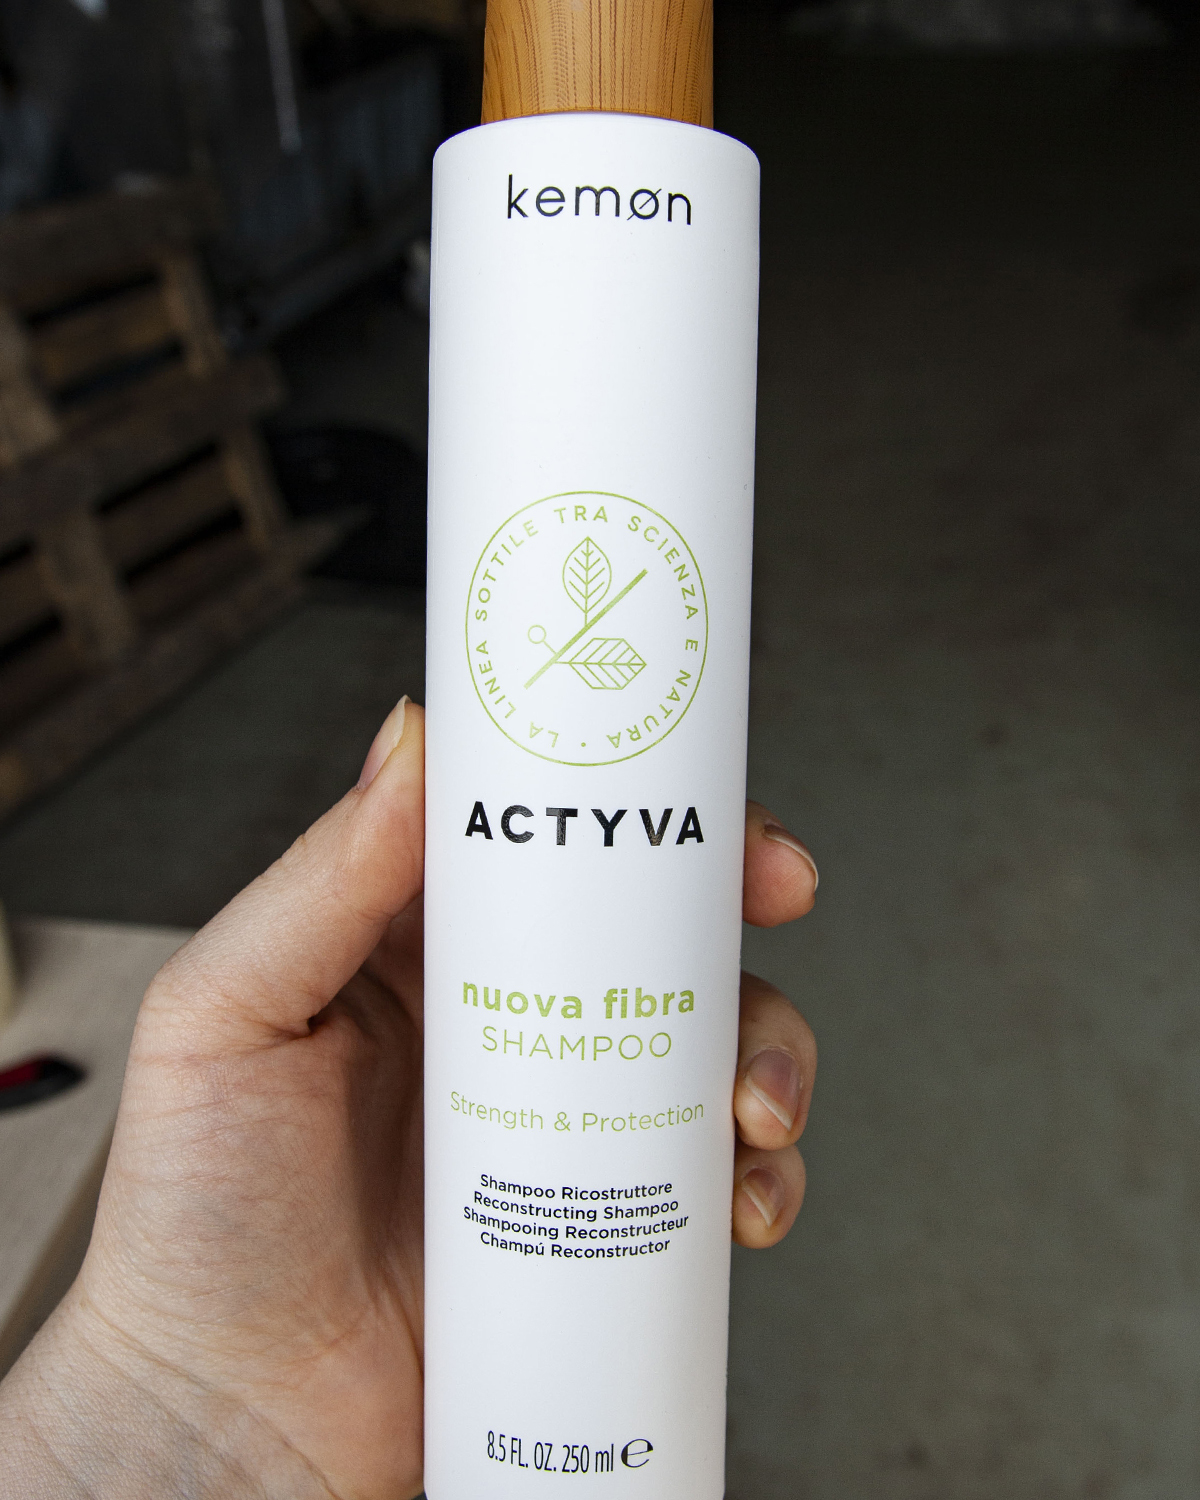 kemøn
LA LINEA SOTTILE TRA SCIENZA E NATURA •
ACTYVA
nuova fibra
SHAMPOO
Strength & Protection
Shampoo Ricostruttore
Reconstructing Shampoo
Shampooing Reconstructeur
Champú Reconstructor
8.5 FL. OZ. 250 ml ℮